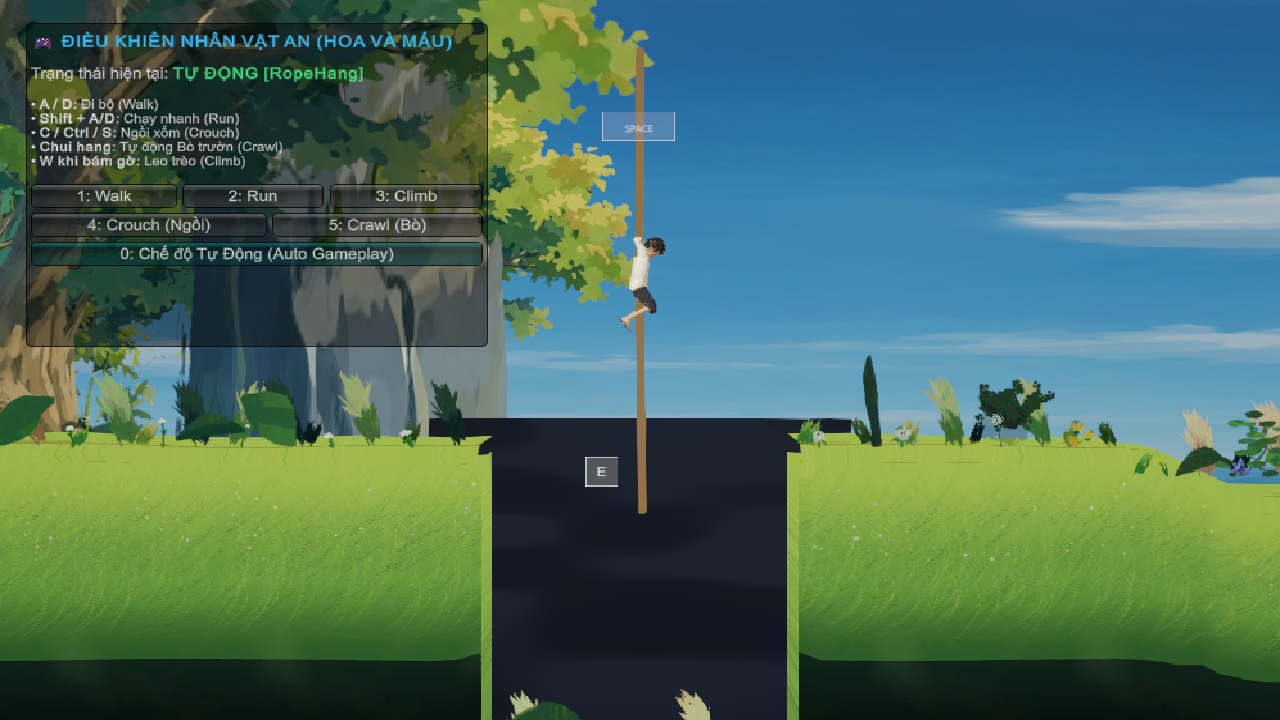 ĐIỀU KHIỂN NHÂN VẬT AN (HOA VÀ MÁU)
Trạng thái hiện tại: TỰ ĐỘNG [RopeHang]
• A / D: Đi bộ (Walk)
• Shift + A/D: Chạy nhanh (Run)
• C / Ctrl / S: Ngồi xổm (Crouch)
• Chui hang: Tự động Bò trườn (Crawl)
• W khi bám gờ: Leo trèo (Climb)
1: Walk
2: Run
3: Climb
4: Crouch (Ngồi)
5: Crawl (Bò)
0: Chế độ Tự Động (Auto Gameplay)
SPACE
E